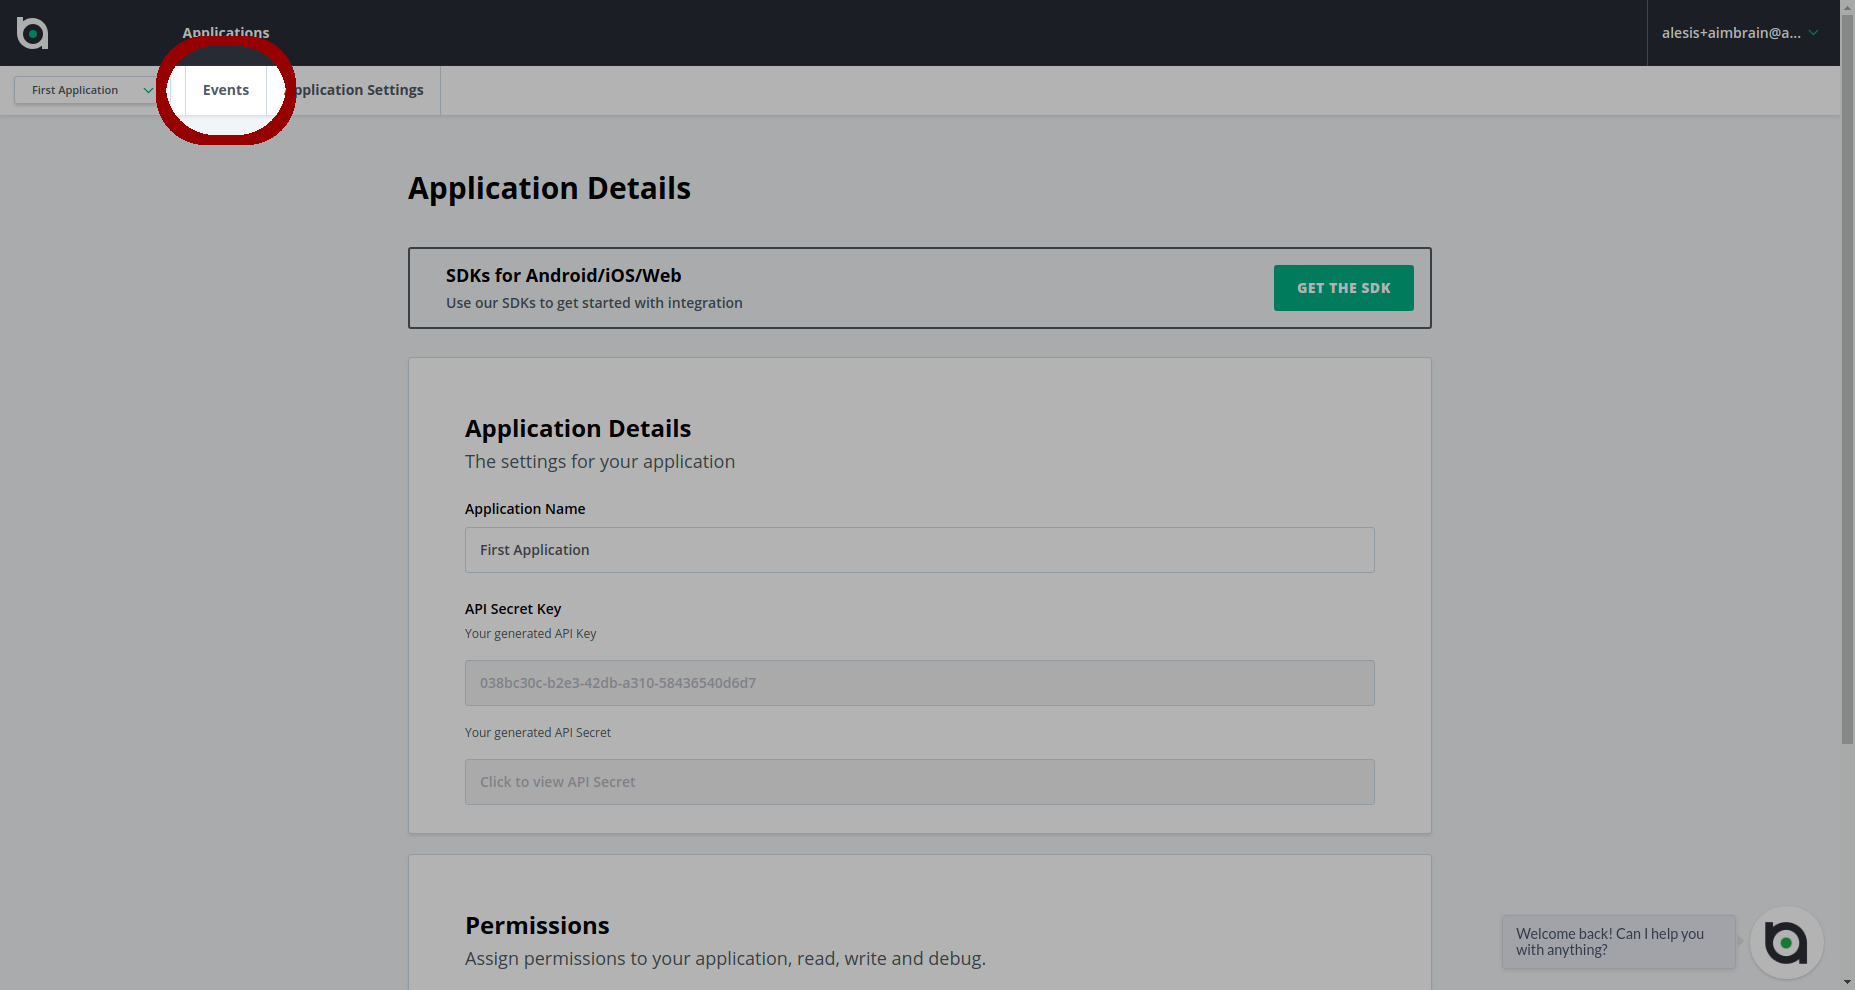 Applications
alesis+aimbrain@a...
First Application
Events
pplication Settings
Application Details
SDKs for Android/iOS/Web
Use our SDKs to get started with integration
GET THE SDK
Application Details
The settings for your application
Application Name
First Application
API Secret Key
Your generated API Key
038bc30c-b2e3-42db-a310-58436540d6d7
Your generated API Secret
Click to view API Secret
Permissions
Assign permissions to your application, read, write and debug.
Welcome back! Can I help you
with anything?